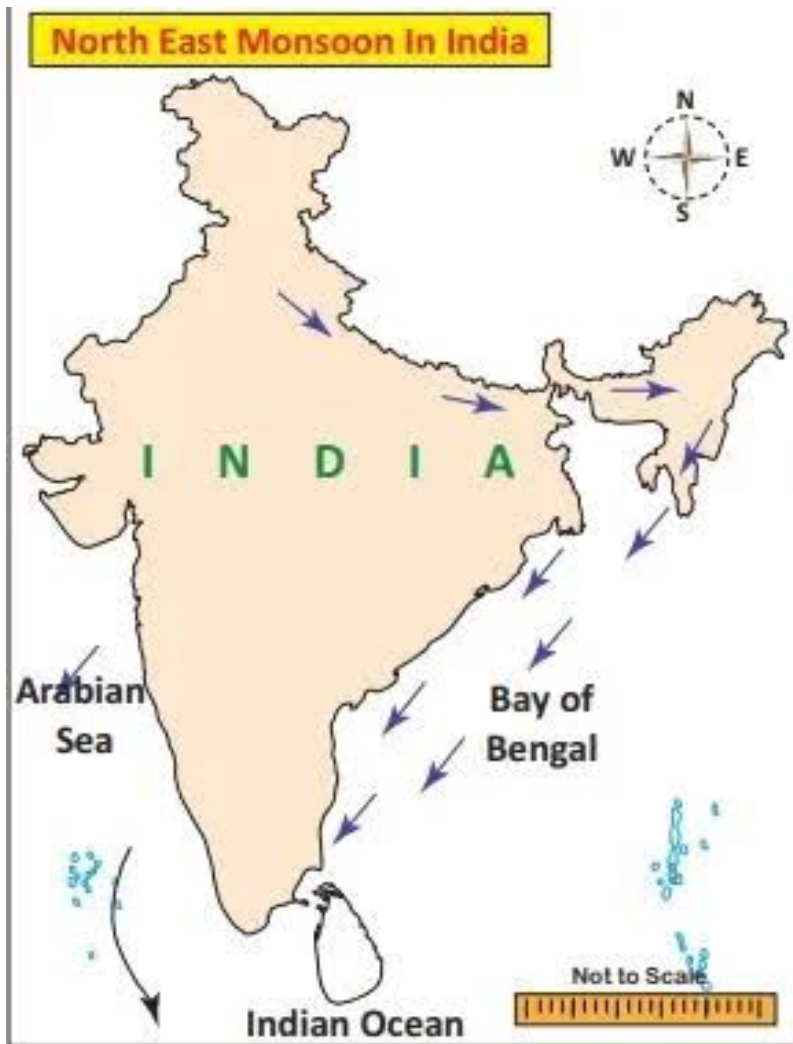 North East Monsoon In India
N
W E
S
I N D I A
Arabian
Sea
Bay of
Bengal
Not to Scale
Indian Ocean